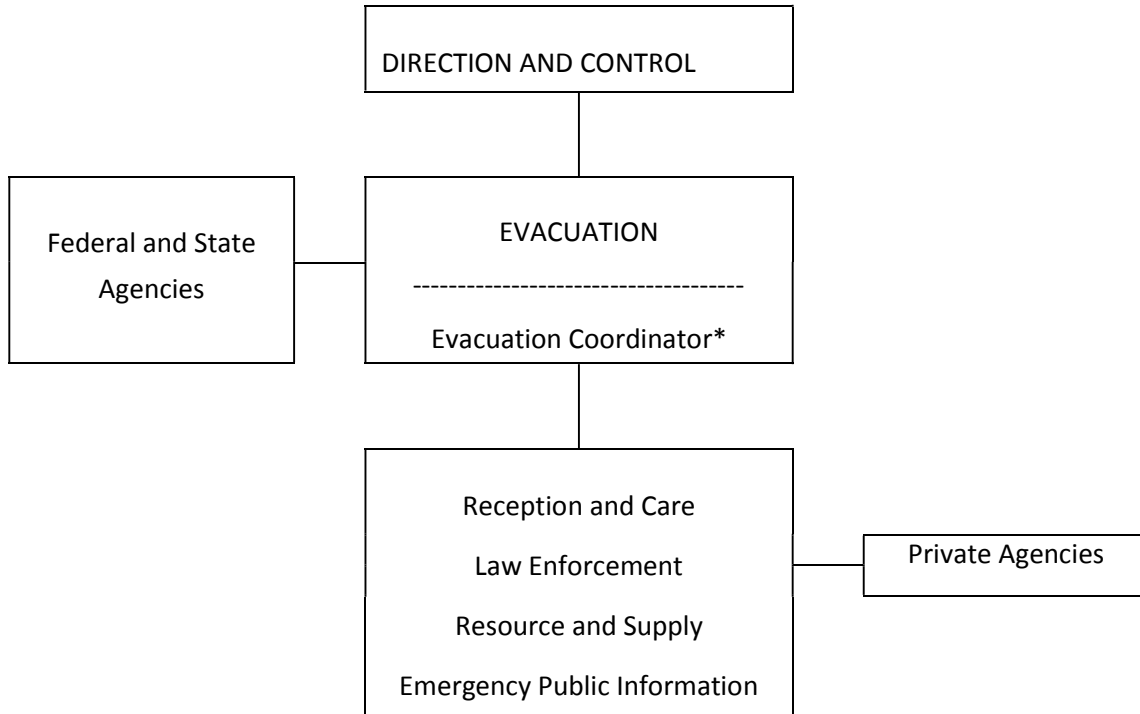 DIRECTION AND CONTROL
Federal and State
Agencies
EVACUATION
-------------------------------------
Evacuation Coordinator*
Reception and Care
Law Enforcement
Resource and Supply
Emergency Public Information
Private Agencies